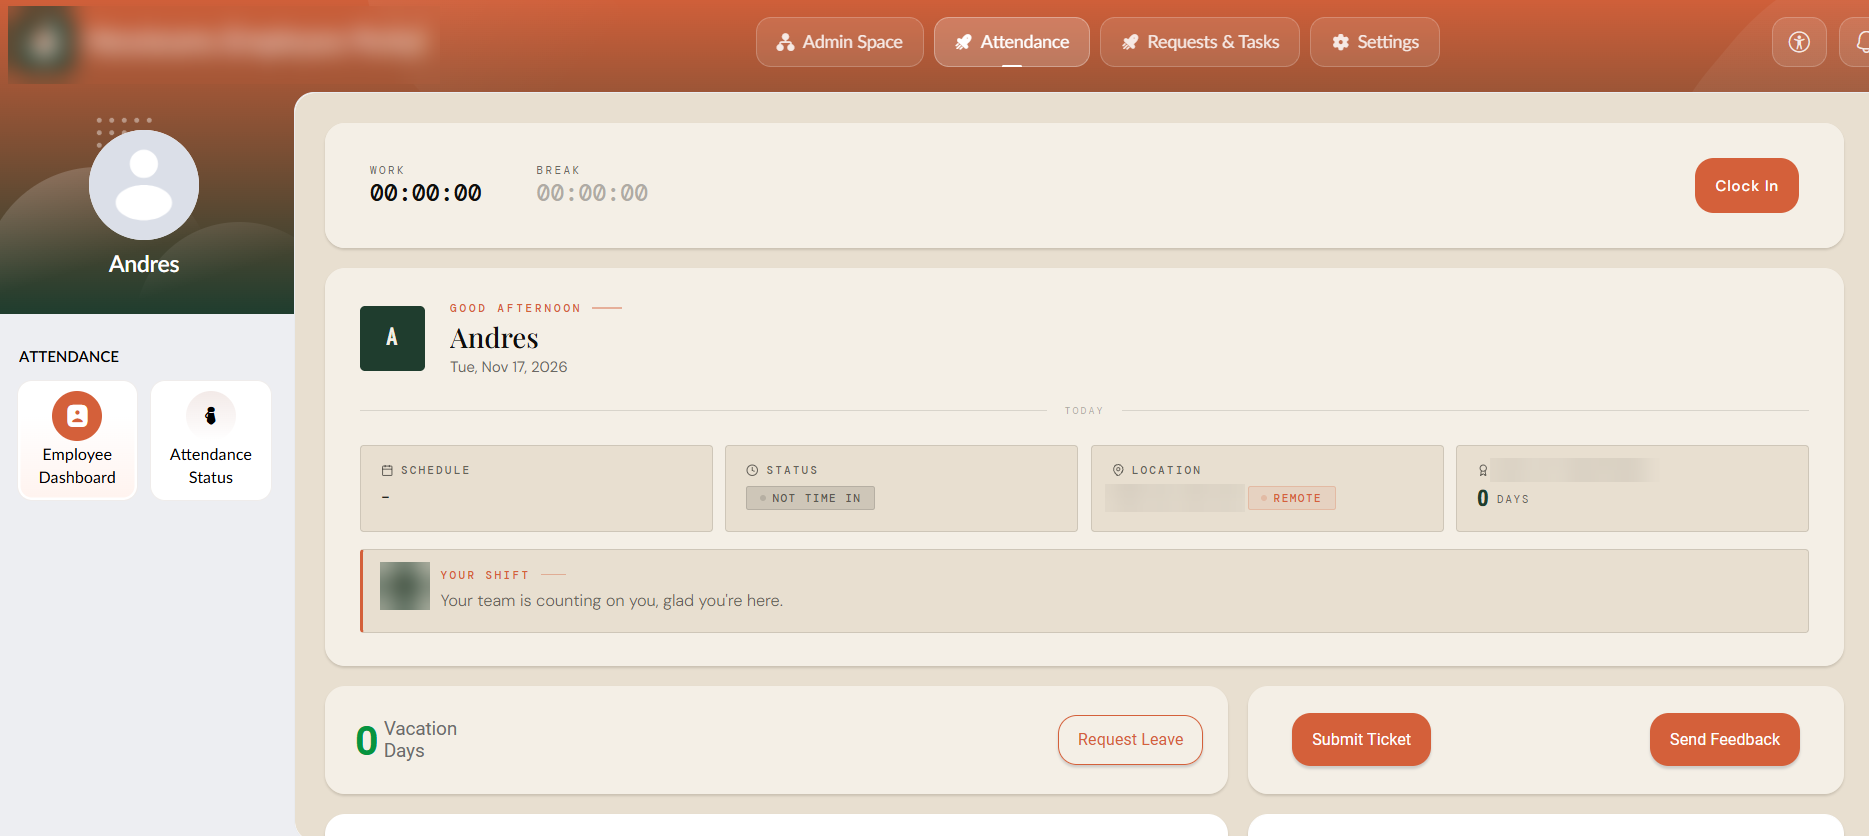 Admin Space
Attendance
Requests & Tasks
Settings
Andres
ATTENDANCE
Employee
Dashboard
Attendance
Status
WORK
00:00:00
BREAK
00:00:00
Clock In
A
GOOD AFTERNOON
Andres
Tue, Nov 17, 2026
TODAY
SCHEDULE
-
STATUS
NOT TIME IN
LOCATION
REMOTE
0 DAYS
YOUR SHIFT
Your team is counting on you, glad you're here.
0 Vacation
Days
Request Leave
Submit Ticket
Send Feedback